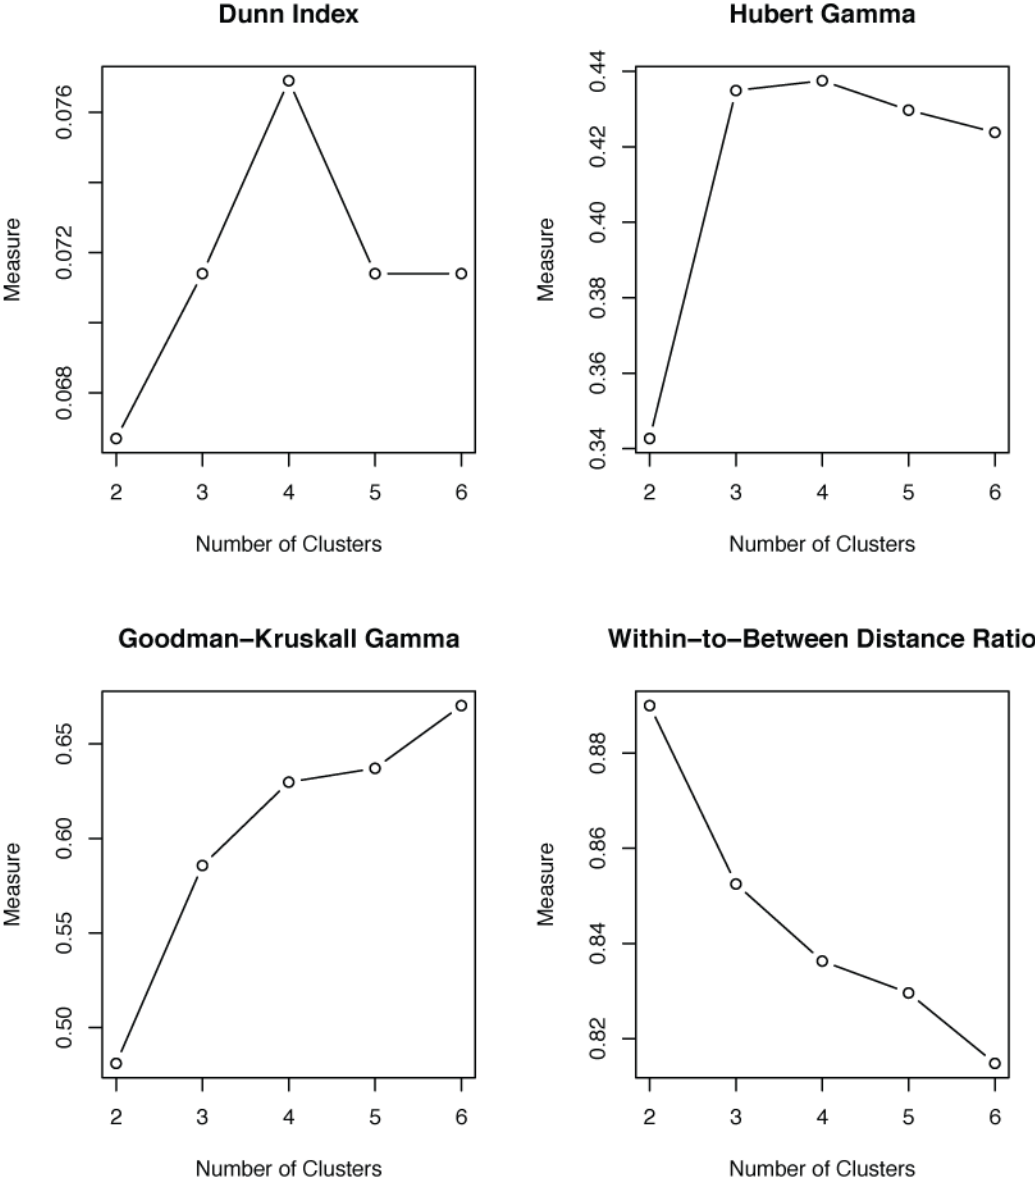 Dunn Index
Measure
0.076
0.072
0.068
2 3 4 5 6
Number of Clusters
Hubert Gamma
Measure
0.44
0.42
0.40
0.38
0.36
0.34
2 3 4 5 6
Number of Clusters
Goodman–Kruskall Gamma
Measure
0.65
0.60
0.55
0.50
2 3 4 5 6
Number of Clusters
Within–to–Between Distance Ratio
Measure
0.88
0.86
0.84
0.82
2 3 4 5 6
Number of Clusters